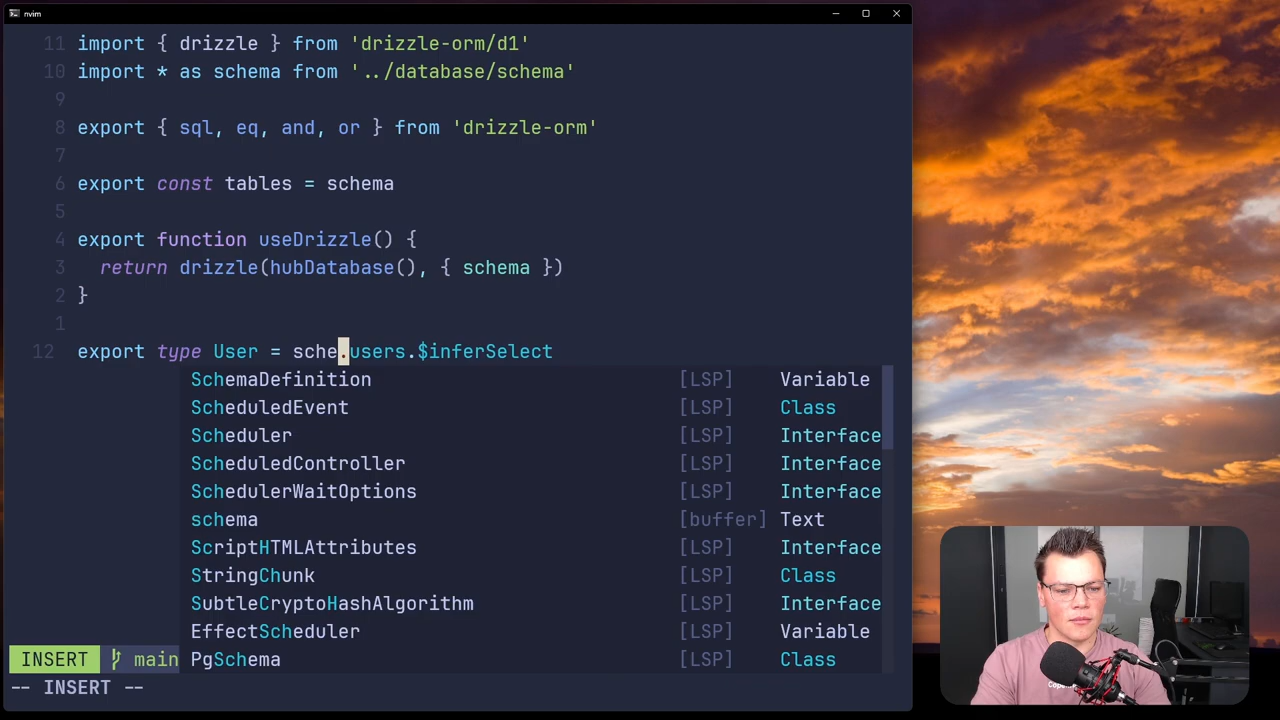 nvim
11 import { drizzle } from 'drizzle-orm/d1'
10 import * as schema from '../database/schema'
9
8 export { sql, eq, and, or } from 'drizzle-orm'
7
6 export const tables = schema
5
4 export function useDrizzle() {
3 return drizzle(hubDatabase(), { schema })
2 }
1
12 export type User = sche.users.$inferSelect
SchemaDefinition [LSP] Variable
ScheduledEvent [LSP] Class
Scheduler [LSP] Interface
ScheduledController [LSP] Interface
SchedulerWaitOptions [LSP] Interface
schema [buffer] Text
ScriptHTMLAttributes [LSP] Interface
StringChunk [LSP] Class
SubtleCryptoHashAlgorithm [LSP] Interface
EffectScheduler [LSP] Variable
PgSchema [LSP] Class
INSERT main
-- INSERT --